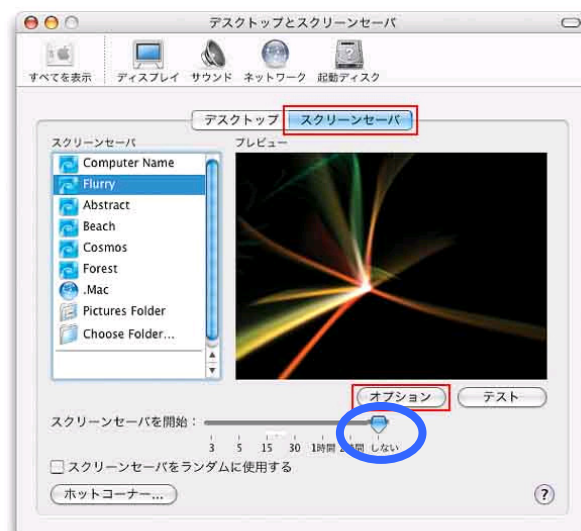 デスクトップとスクリーンセーバ
すべてを表示 ディスプレイ サウンド ネットワーク 起動ディスク
デスクトップ スクリーンセーバ
スクリーンセーバ プレビュー
Computer Name
Flurry
Abstract
Beach
Cosmos
Forest
.Mac
Pictures Folder
Choose Folder...
オプション テスト
スクリーンセーバを開始：
3 5 15 30 1時間 しない
スクリーンセーバをランダムに使用する
ホットコーナー... ?